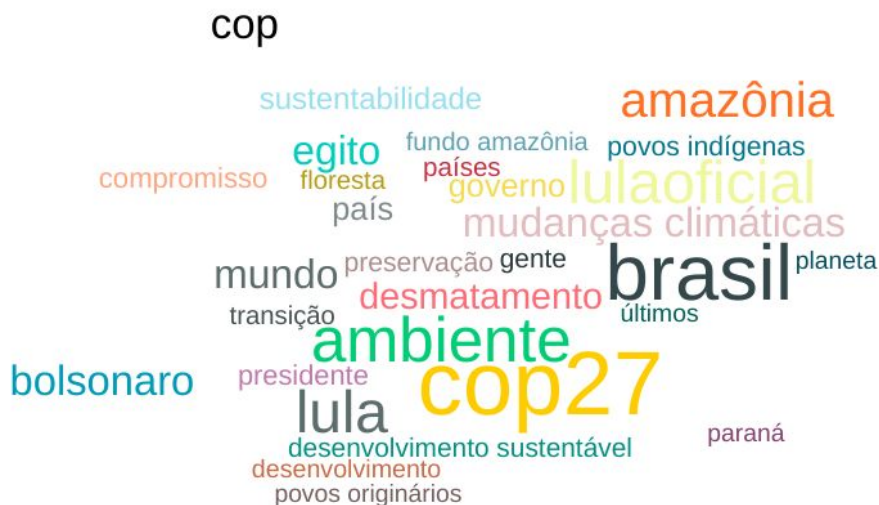 cop
sustentabilidade
amazônia
egito
fundo amazônia
povos indígenas
compromisso
floresta
países
governo
lulaoficial
país
mudanças climáticas
mundo
preservação
gente
brasil
planeta
desmatamento
transição
últimos
ambiente
bolsonaro
presidente
cop27
lula
paraná
desenvolvimento sustentável
desenvolvimento
povos originários